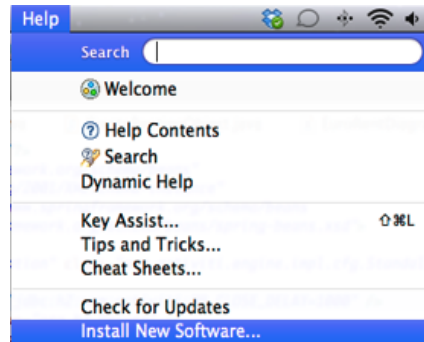 Help
Search
Welcome
Help Contents
Search
Dynamic Help
Key Assist... ⇧⌘L
Tips and Tricks...
Cheat Sheets...
Check for Updates
Install New Software...